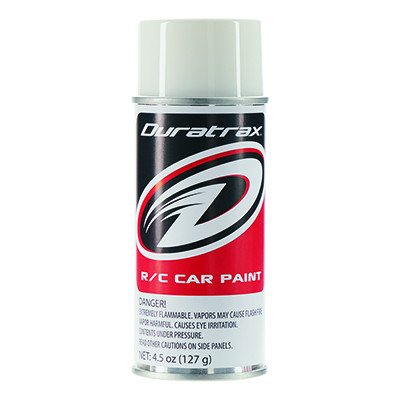 Duratrax
R/C CAR PAINT
DANGER!
EXTREMELY FLAMMABLE. VAPORS MAY CAUSE FLASH FIRE.
VAPOR HARMFUL. CAUSES EYE IRRITATION.
CONTENTS UNDER PRESSURE.
READ OTHER CAUTIONS ON SIDE PANELS.
NET: 4.5 oz (127 g)